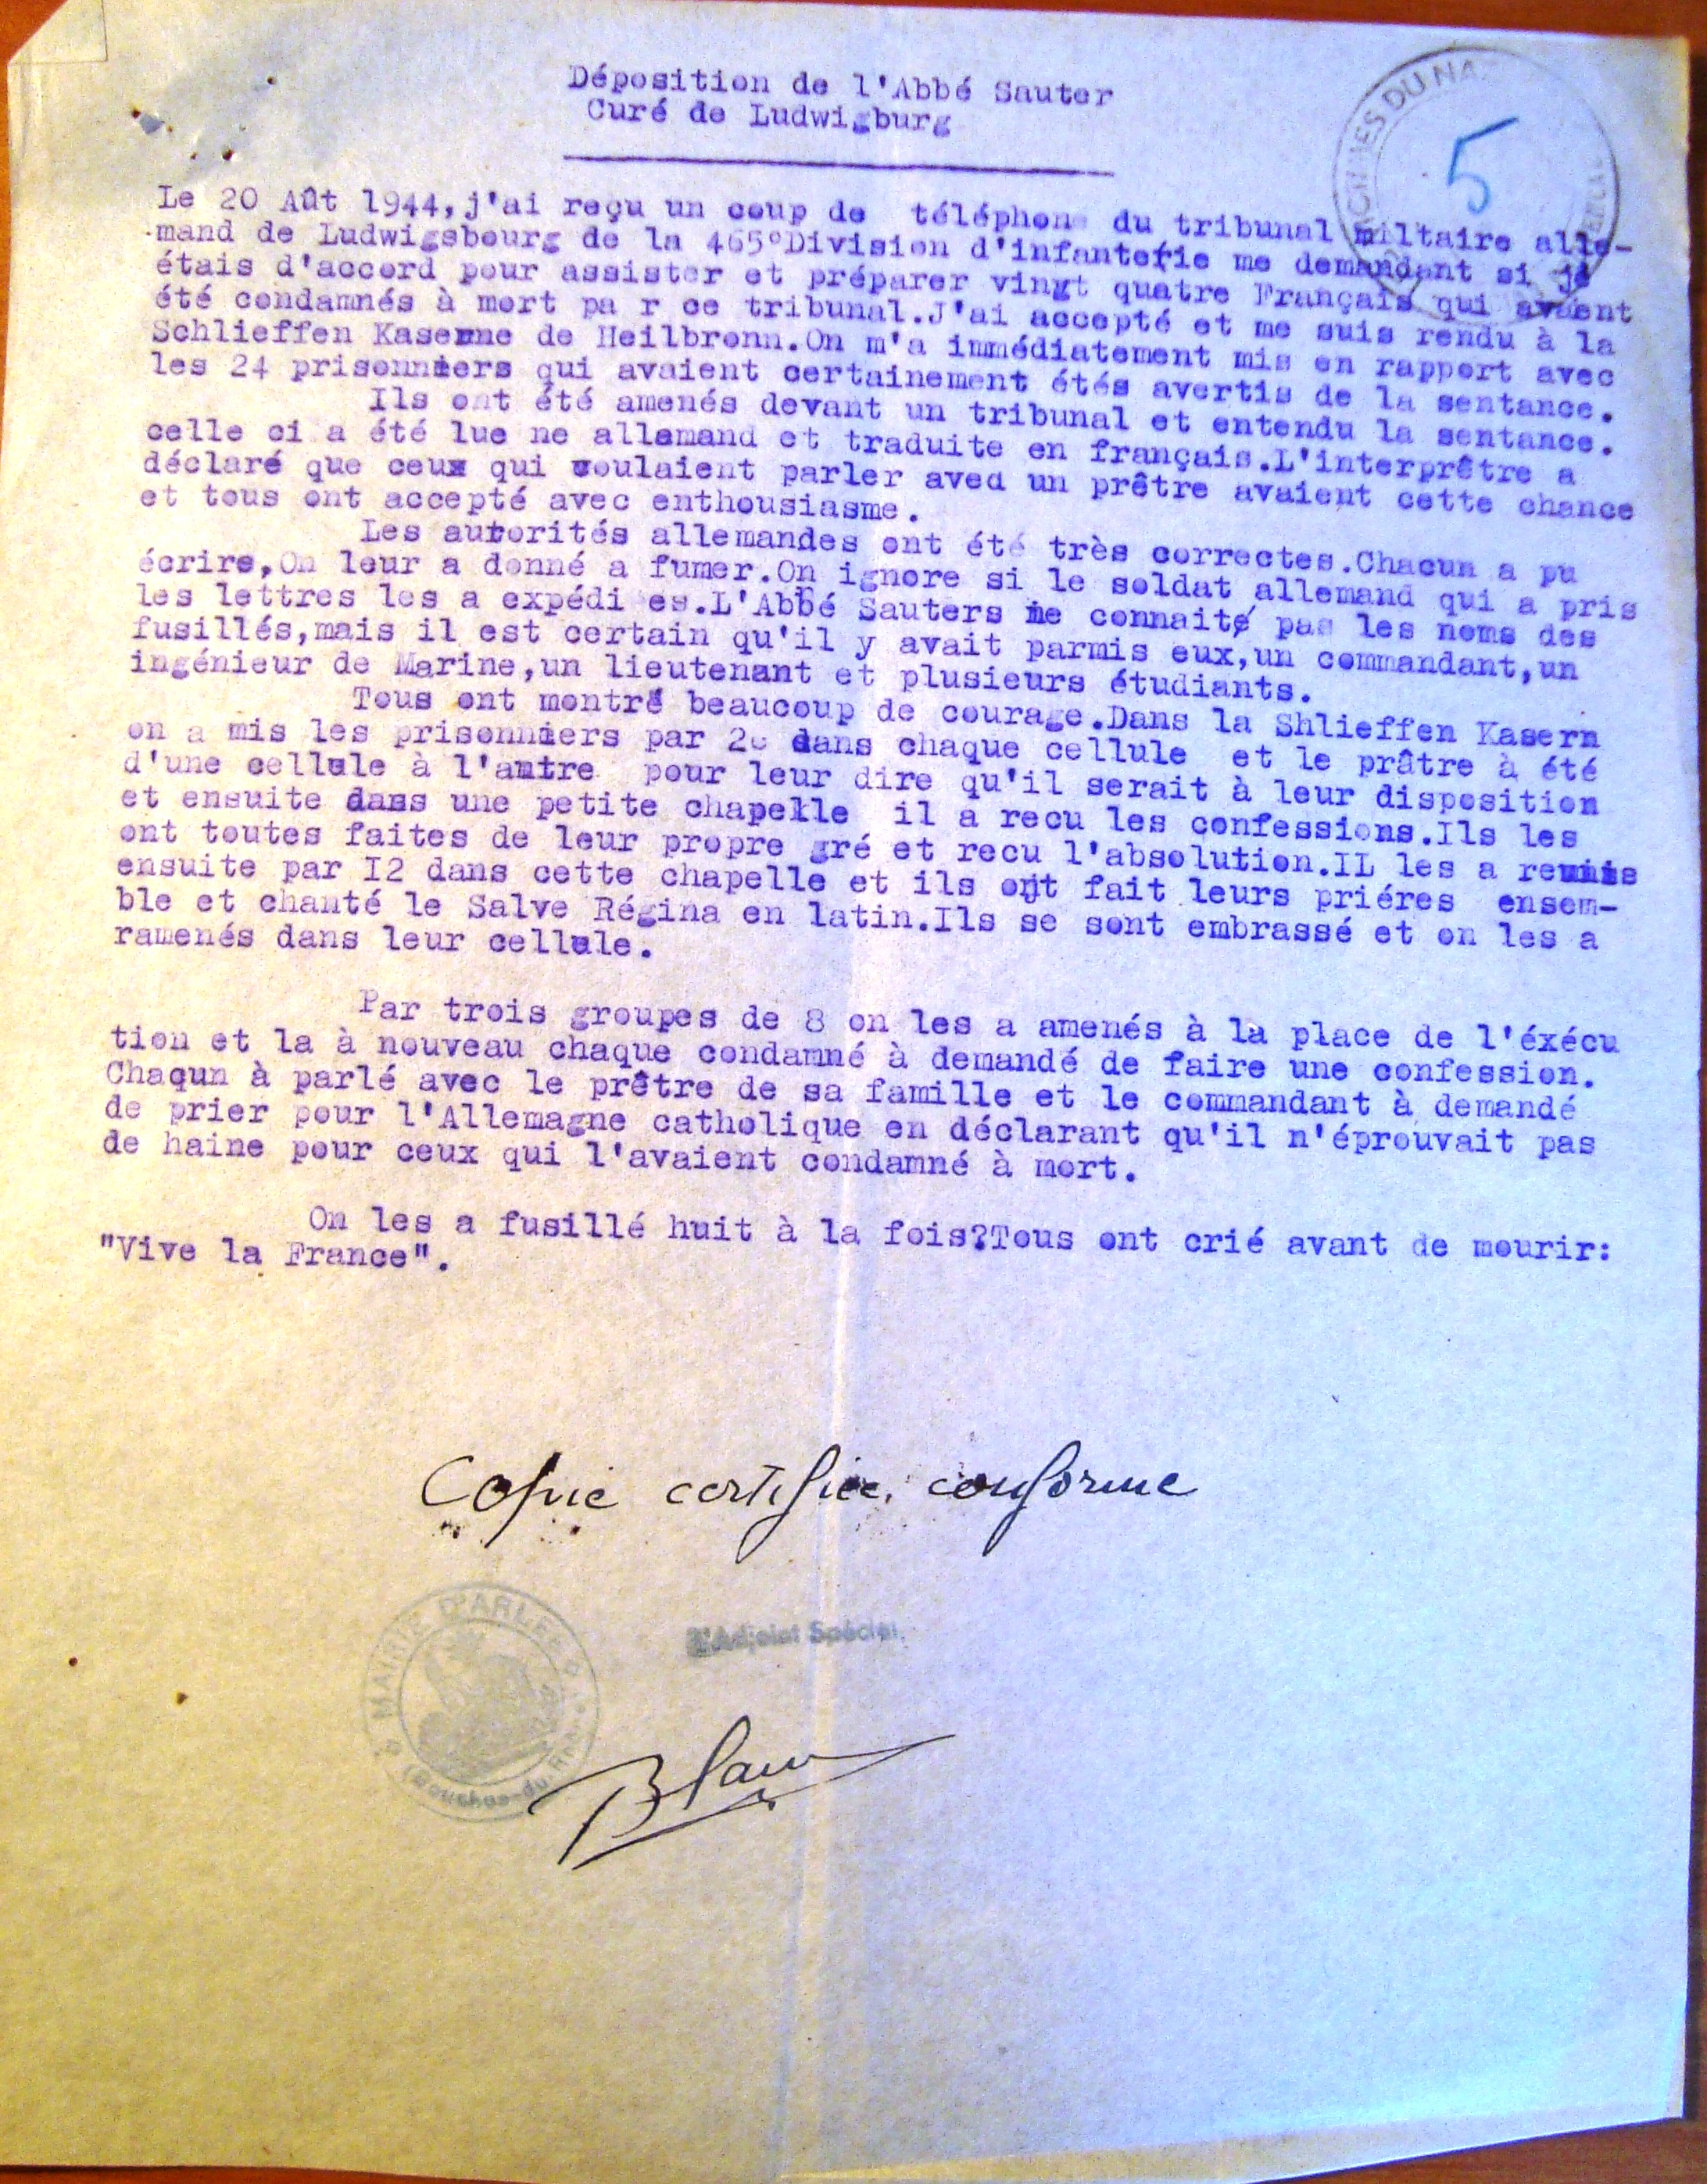 Déposition de l'Abbé Sauter
Curé de Ludwigburg
5
Le 20 Aût 1944,j'ai reçu un coup de téléphone du tribunal miltaire alle-
mand de Ludwigsbourg de la 465°Division d'infanterie me demandant si je
étais d'accord pour assister et préparer vingt quatre Français qui avaent
été condamnés à mort pa r ce tribunal.J'ai accepté et me suis rendu à la
Schlieffen Kaserne de Heilbronn.On m'a immédiatement mis en rapport avec
les 24 prisonniers qui avaient certainement étés avertis de la sentance.
Ils ont été amenés devant un tribunal et entendu la sentance.
celle ci a été lue ne allemand et traduite en français.L'interprêtre a
déclaré que ceux qui voulaient parler avec un prêtre avaient cette chance
et tous ont accepté avec enthousiasme.
Les autorités allemandes ont été très correctes.Chacun a pu
écrire,On leur a donné a fumer.On ignore si le soldat allemand qui a pris
les lettres les a expédi es.L'Abbé Sauters ne connait pas les noms des
fusillés,mais il est certain qu'il y avait parmis eux,un commandant,un
ingénieur de Marine,un lieutenant et plusieurs étudiants.
Tous ont montré beaucoup de courage.Dans la Shlieffen Kasern
on a mis les prisonniers par 2 dans chaque cellule et le prâtre à été
d'une cellule à l'autre pour leur dire qu'il serait à leur disposition
et ensuite dans une petite chapelle il a recu les confessions.Ils les
ont toutes faites de leur propre gré et recu l'absolution.IL les a reunis
ensuite par I2 dans cette chapelle et ils ont fait leurs priéres ensem-
ble et chanté le Salve Régina en latin.Ils se sont embrassé et on les a
ramenés dans leur cellule.
Par trois groupes de 8 on les a amenés à la place de l'éxécu
tion et la à nouveau chaque condamné à demandé de faire une confession.
Chaqun à parlé avec le prêtre de sa famille et le commandant à demandé
de prier pour l'Allemagne catholique en déclarant qu'il n'éprouvait pas
de haine pour ceux qui l'avaient condamné à mort.
On les a fusillé huit à la fois?Tous ont crié avant de mourir:
"Vive la France".
Copie certifiée conforme
MAIRIE D'ARLES
(Bouches-du-Rhône)
L'Adjoint Spécial,